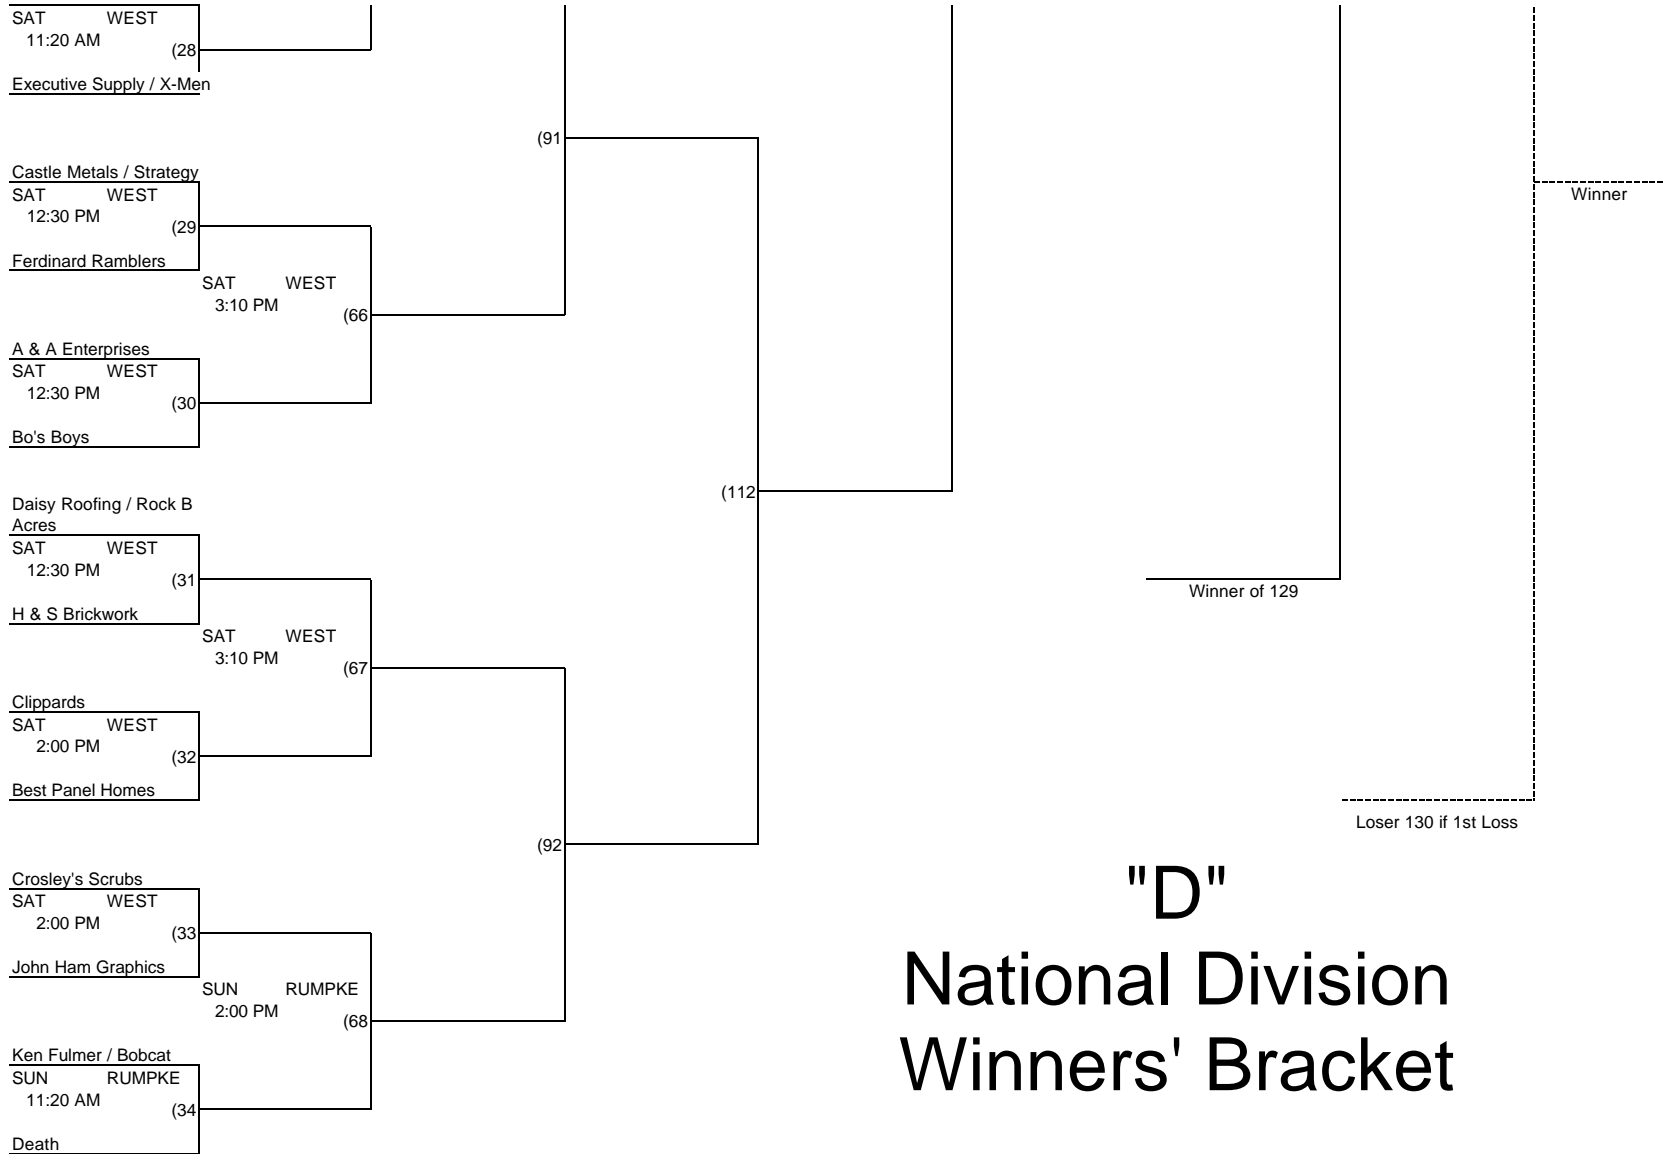 SAT WEST
11:20 AM
(28
Executive Supply / X-Men
(91
Castle Metals / Strategy
SAT WEST
12:30 PM
(29
Ferdinard Ramblers
Winner
SAT WEST
3:10 PM
(66
A & A Enterprises
SAT WEST
12:30 PM
(30
Bo's Boys
(112
Daisy Roofing / Rock B
Acres
SAT WEST
12:30 PM
(31
H & S Brickwork
Winner of 129
SAT WEST
3:10 PM
(67
Clippards
SAT WEST
2:00 PM
(32
Best Panel Homes
Loser 130 if 1st Loss
(92
Crosley's Scrubs
SAT WEST
2:00 PM
(33
John Ham Graphics
SUN RUMPKE
2:00 PM
(68
Ken Fulmer / Bobcat
SUN RUMPKE
11:20 AM
(34
Death
"D"
National Division
Winners' Bracket